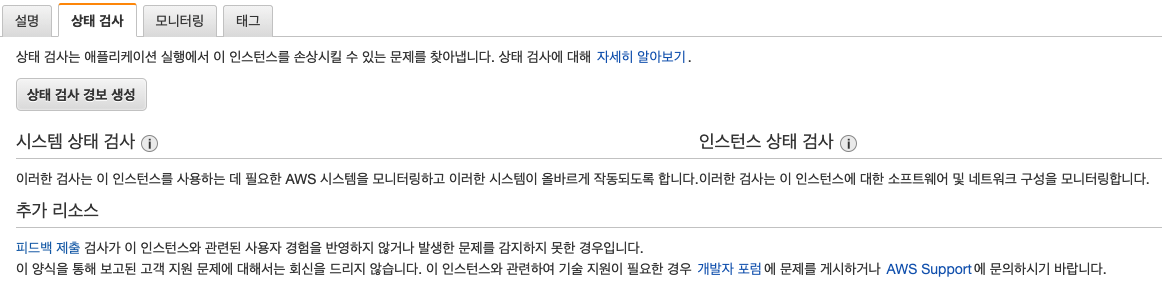 설명 상태 검사 모니터링 태그
상태 검사는 애플리케이션 실행에서 이 인스턴스를 손상시킬 수 있는 문제를 찾아냅니다. 상태 검사에 대해 자세히 알아보기.
상태 검사 경보 생성
시스템 상태 검사 i 인스턴스 상태 검사 i
이러한 검사는 이 인스턴스를 사용하는 데 필요한 AWS 시스템을 모니터링하고 이러한 시스템이 올바르게 작동되도록 합니다.이러한 검사는 이 인스턴스에 대한 소프트웨어 및 네트워크 구성을 모니터링합니다.
추가 리소스
피드백 제출 검사가 이 인스턴스와 관련된 사용자 경험을 반영하지 않거나 발생한 문제를 감지하지 못한 경우입니다.
이 양식을 통해 보고된 고객 지원 문제에 대해서는 회신을 드리지 않습니다. 이 인스턴스와 관련하여 기술 지원이 필요한 경우 개발자 포럼에 문제를 게시하거나 AWS Support에 문의하시기 바랍니다.